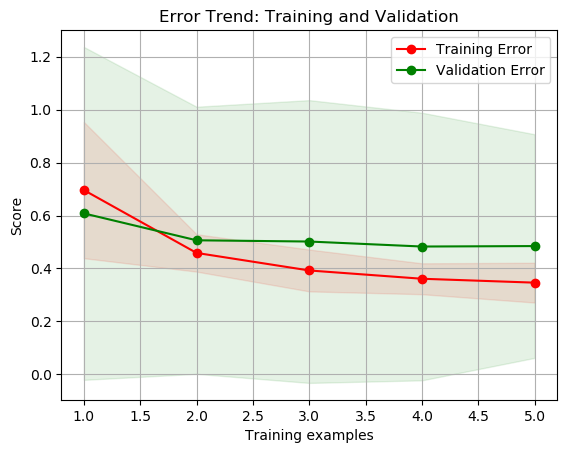 Error Trend: Training and Validation
Training Error
Validation Error
Score
1.2
1.0
0.8
0.6
0.4
0.2
0.0
1.0 1.5 2.0 2.5 3.0 3.5 4.0 4.5 5.0
Training examples